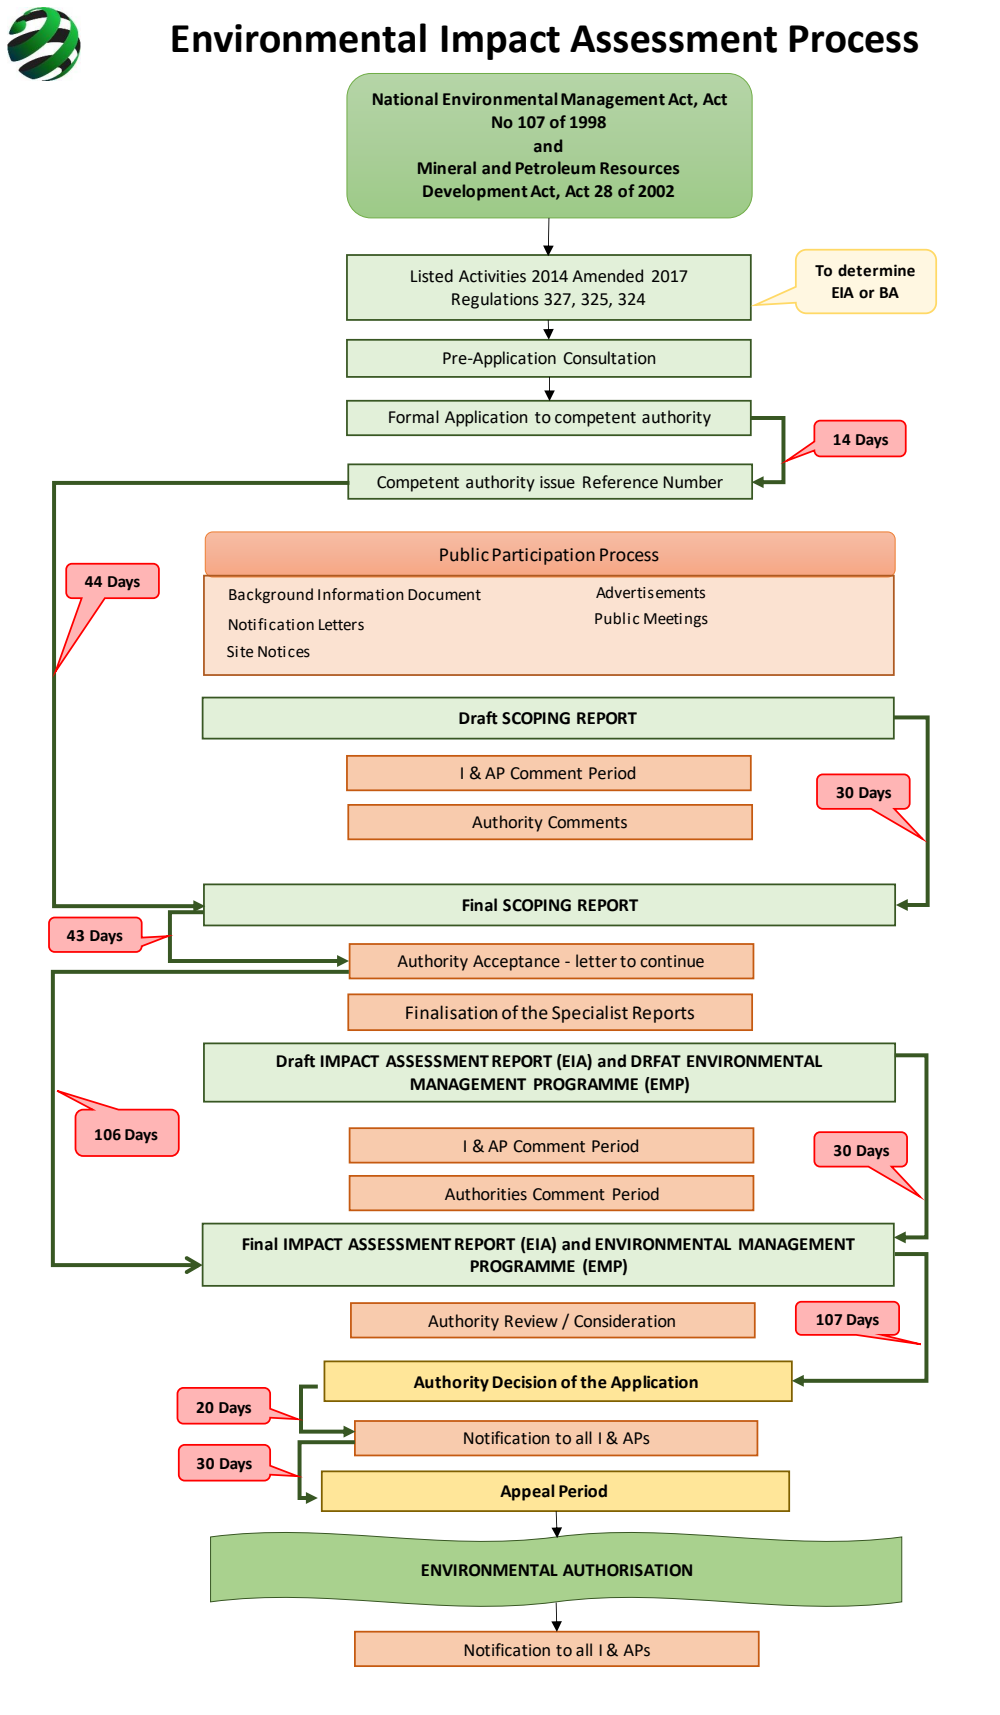 Environmental Impact Assessment Process
National Environmental Management Act, Act
No 107 of 1998
and
Mineral and Petroleum Resources
Development Act, Act 28 of 2002
Listed Activities 2014 Amended 2017
Regulations 327, 325, 324
To determine
EIA or BA
Pre-Application Consultation
Formal Application to competent authority
14 Days
Competent authority issue Reference Number
Public Participation Process
44 Days
Background Information Document
Notification Letters
Site Notices
Advertisements
Public Meetings
Draft SCOPING REPORT
I & AP Comment Period
30 Days
Authority Comments
Final SCOPING REPORT
43 Days
Authority Acceptance - letter to continue
Finalisation of the Specialist Reports
Draft IMPACT ASSESSMENT REPORT (EIA) and DRFAT ENVIRONMENTAL
MANAGEMENT PROGRAMME (EMP)
106 Days
I & AP Comment Period
30 Days
Authorities Comment Period
Final IMPACT ASSESSMENT REPORT (EIA) and ENVIRONMENTAL MANAGEMENT
PROGRAMME (EMP)
Authority Review / Consideration
107 Days
Authority Decision of the Application
20 Days
Notification to all I & APs
30 Days
Appeal Period
ENVIRONMENTAL AUTHORISATION
Notification to all I & APs